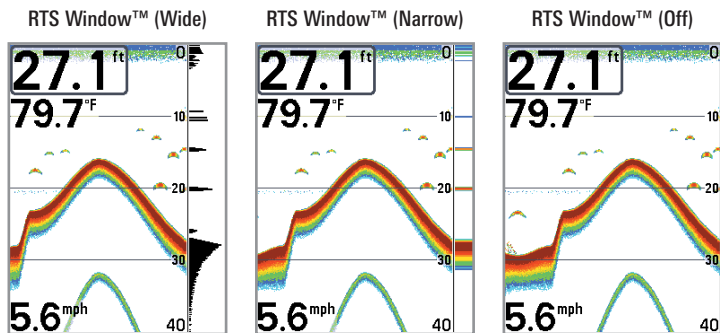 RTS Window™ (Wide)
27.1 ft
79.7 °F
0
10
20
30
40
5.6 mph
RTS Window™ (Narrow)
27.1 ft
79.7 °F
0
10
20
30
40
5.6 mph
RTS Window™ (Off)
27.1 ft
79.7 °F
0
10
20
30
40
5.6 mph